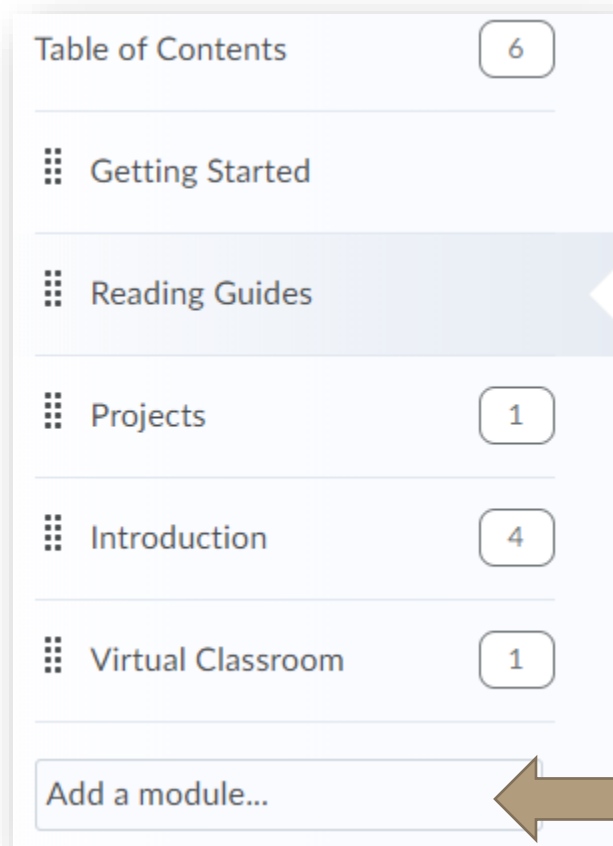 Table of Contents 6
Getting Started
Reading Guides
Projects 1
Introduction 4
Virtual Classroom 1
Add a module...